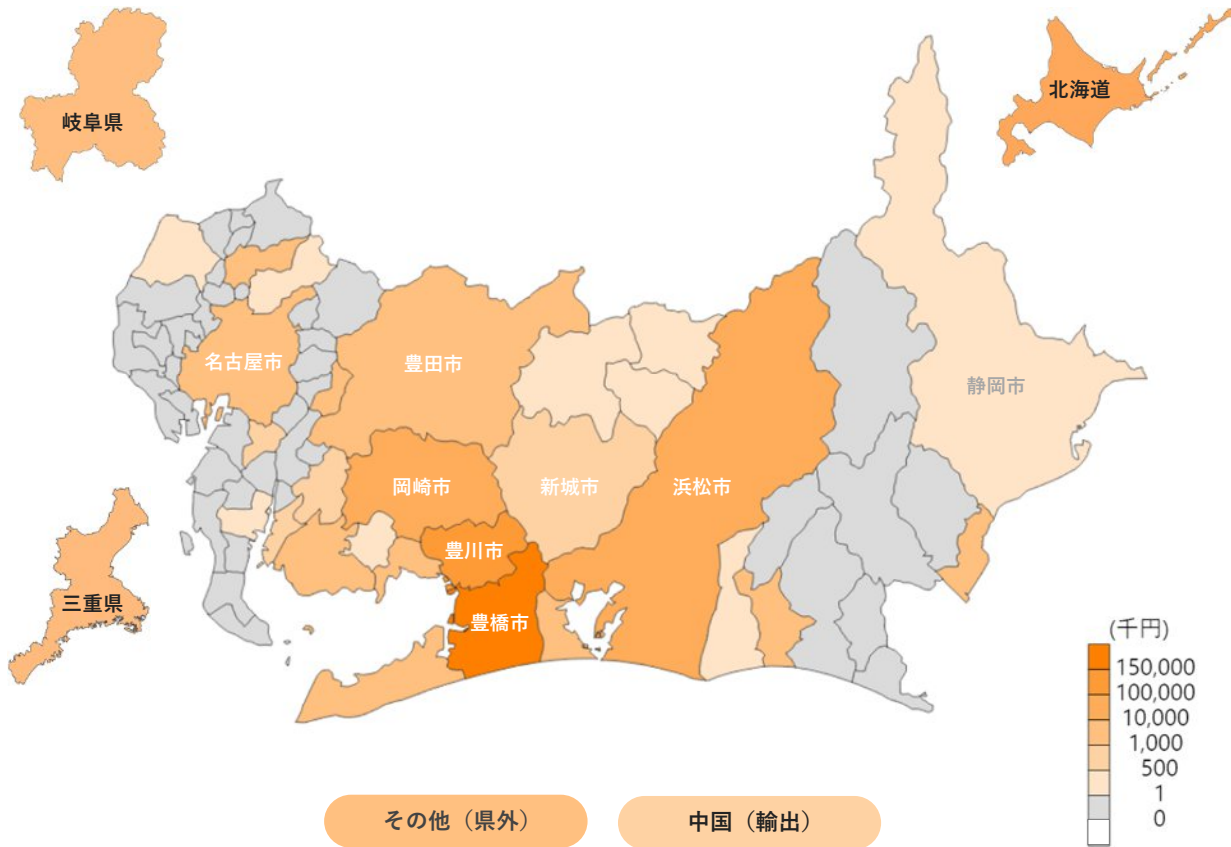 岐阜県
北海道
名古屋市
豊田市
静岡市
岡崎市
新城市
浜松市
豊川市
三重県
豊橋市
(千円)
150,000
100,000
10,000
1,000
500
1
0
その他（県外）
中国（輸出）